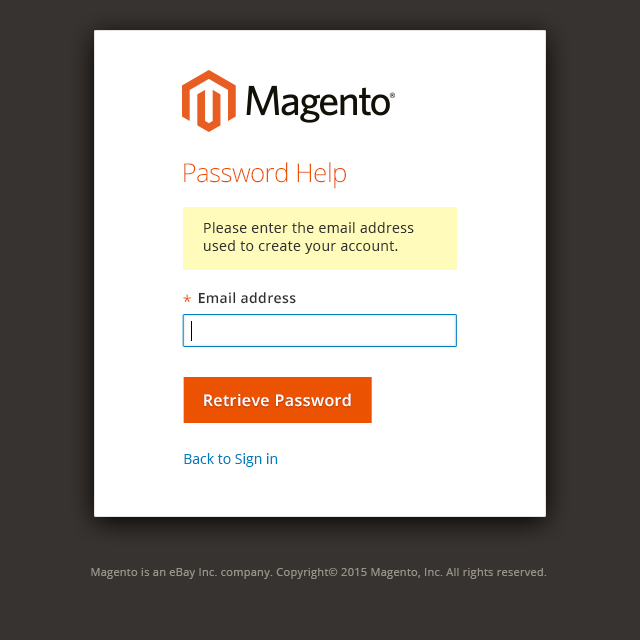 Magento®
Password Help
Please enter the email address
used to create your account.
* Email address
Retrieve Password
Back to Sign in
Magento is an eBay Inc. company. Copyright© 2015 Magento, Inc. All rights reserved.